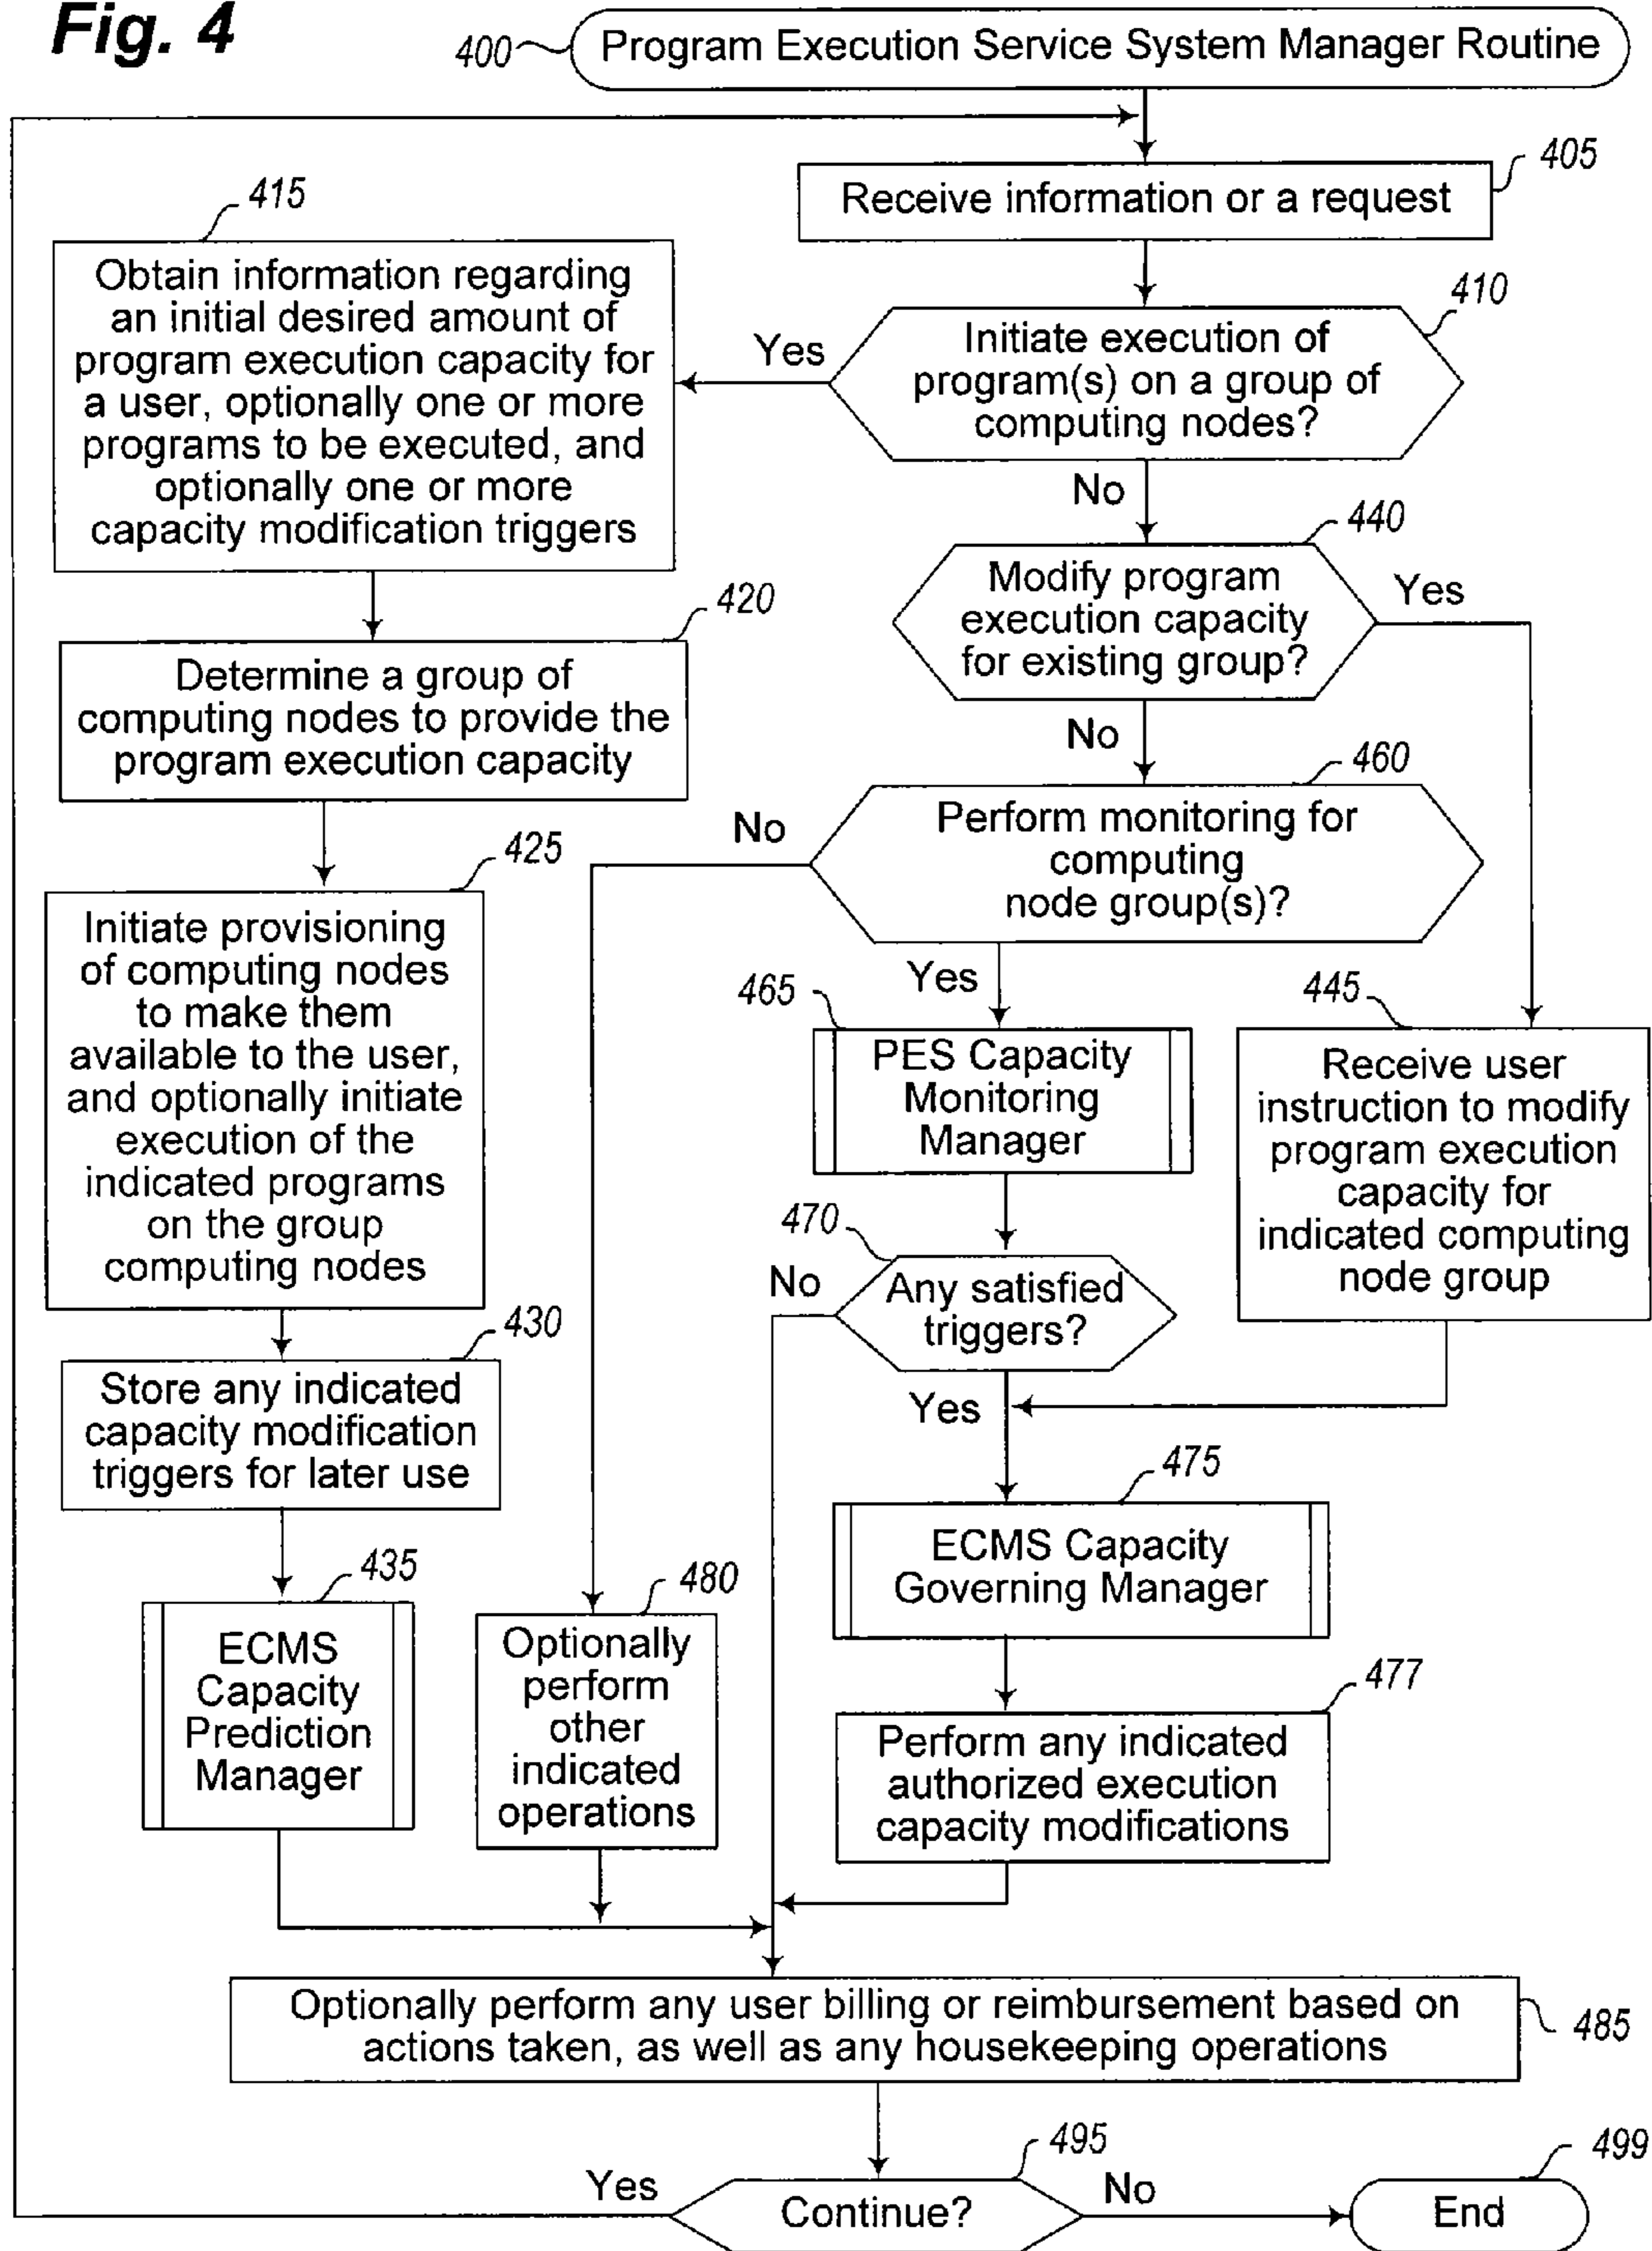 Fig. 4
400
Program Execution Service System Manager Routine
405
Receive information or a request
410
Initiate execution of
program(s) on a group of
computing nodes?
Yes
No
415
Obtain information regarding
an initial desired amount of
program execution capacity for
a user, optionally one or more
programs to be executed, and
optionally one or more
capacity modification triggers
420
Determine a group of
computing nodes to provide the
program execution capacity
425
Initiate provisioning
of computing nodes
to make them
available to the user,
and optionally initiate
execution of the
indicated programs
on the group
computing nodes
430
Store any indicated
capacity modification
triggers for later use
435
ECMS
Capacity
Prediction
Manager
440
Modify program
execution capacity
for existing group?
Yes
No
445
Receive user
instruction to modify
program execution
capacity for
indicated computing
node group
460
Perform monitoring for
computing
node group(s)?
No
Yes
465
PES Capacity
Monitoring
Manager
470
Any satisfied
triggers?
No
Yes
475
ECMS Capacity
Governing Manager
477
Perform any indicated
authorized execution
capacity modifications
480
Optionally
perform
other
indicated
operations
485
Optionally perform any user billing or reimbursement based on
actions taken, as well as any housekeeping operations
495
Continue?
Yes
No
499
End